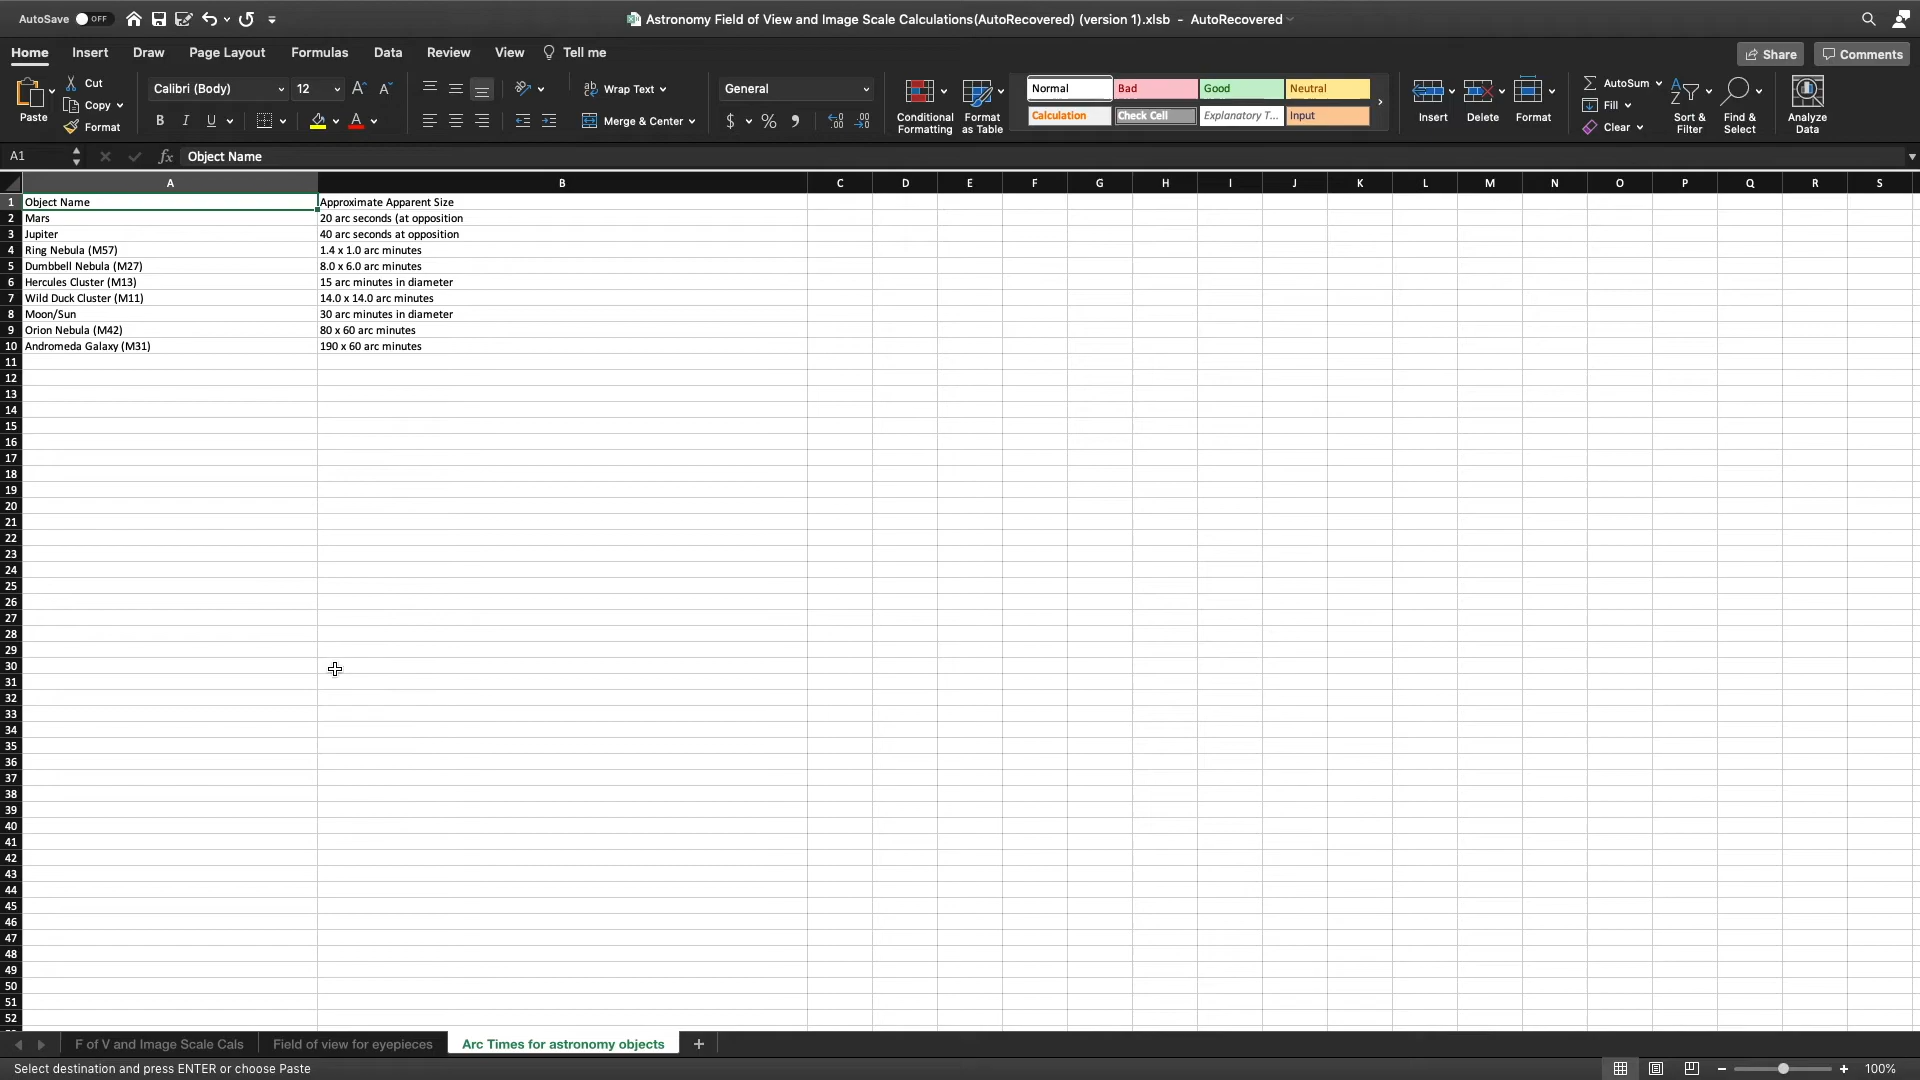 AutoSave OFF
Astronomy Field of View and Image Scale Calculations(AutoRecovered) (version 1).xlsb - AutoRecovered
Home Insert Draw Page Layout Formulas Data Review View Tell me
Share Comments
Paste
Cut
Copy
Format
Calibri (Body) 12
B I U
Wrap Text
Merge & Center
General
$ % 9
Conditional Formatting
Format as Table
Normal Bad Good Neutral
Calculation Check Cell Explanatory T... Input
Insert Delete Format
AutoSum
Fill
Clear
Sort & Filter
Find & Select
Analyze Data
A1 fx Object Name
A B C D E F G H I J K L M N O P Q R S
1 Object Name Approximate Apparent Size
2 Mars 20 arc seconds (at opposition
3 Jupiter 40 arc seconds at opposition
4 Ring Nebula (M57) 1.4 x 1.0 arc minutes
5 Dumbbell Nebula (M27) 8.0 x 6.0 arc minutes
6 Hercules Cluster (M13) 15 arc minutes in diameter
7 Wild Duck Cluster (M11) 14.0 x 14.0 arc minutes
8 Moon/Sun 30 arc minutes in diameter
9 Orion Nebula (M42) 80 x 60 arc minutes
10 Andromeda Galaxy (M31) 190 x 60 arc minutes
11
12
13
14
15
16
17
18
19
20
21
22
23
24
25
26
27
28
29
30
31
32
33
34
35
36
37
38
39
40
41
42
43
44
45
46
47
48
49
50
51
52
F of V and Image Scale Cals Field of view for eyepieces Arc Times for astronomy objects +
Select destination and press ENTER or choose Paste
100%